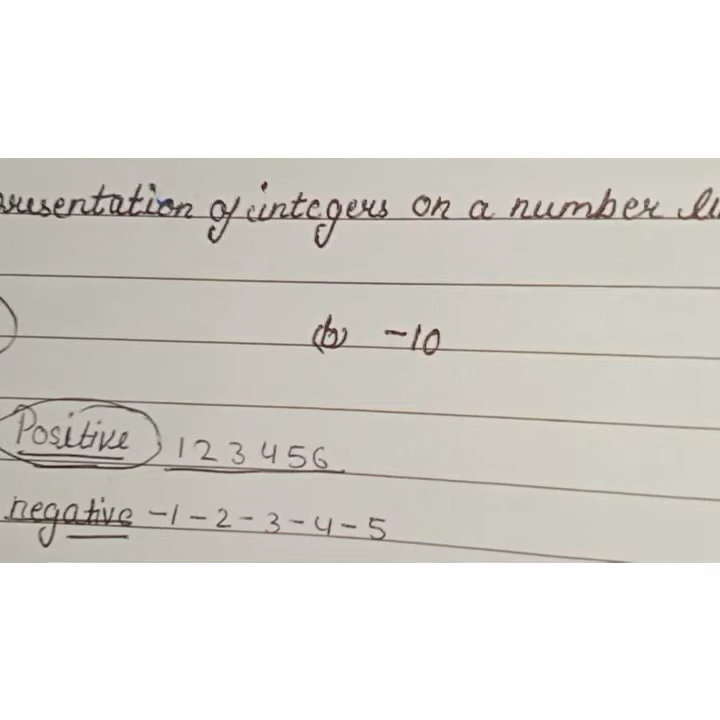 of integers on a number
(b) -10
Positive 1 2 3 4 5 6
negative -1 -2 -3 -4 -5